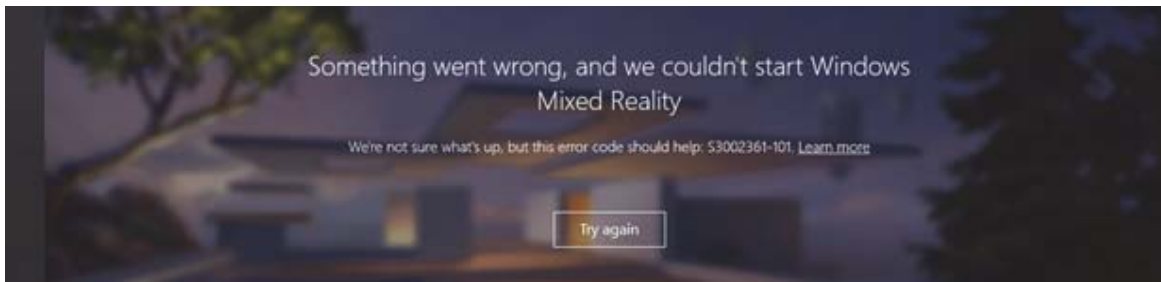 Something went wrong, and we couldn't start Windows
Mixed Reality
We're not sure what's up, but this error code should help: S3002361-101. Learn more
Try again